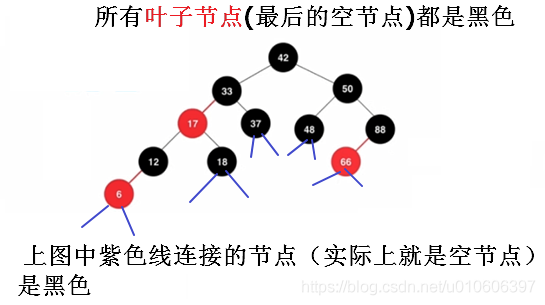 所有叶子节点(最后的空节点)都是黑色
42
33
50
17
37
48
88
12
18
66
6
上图中紫色线连接的节点（实际上就是空节点）
是黑色
https://blog.csdn.net/u010606397